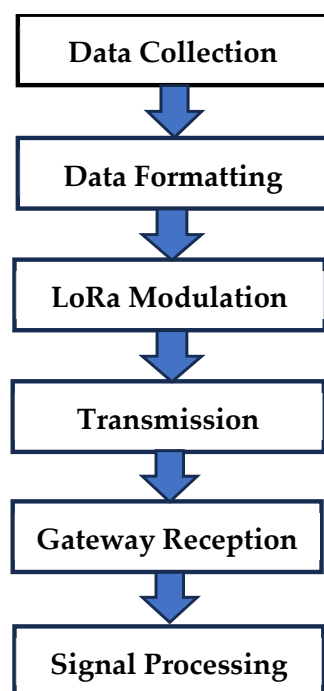 Data Collection
Data Formatting
LoRa Modulation
Transmission
Gateway Reception
Signal Processing